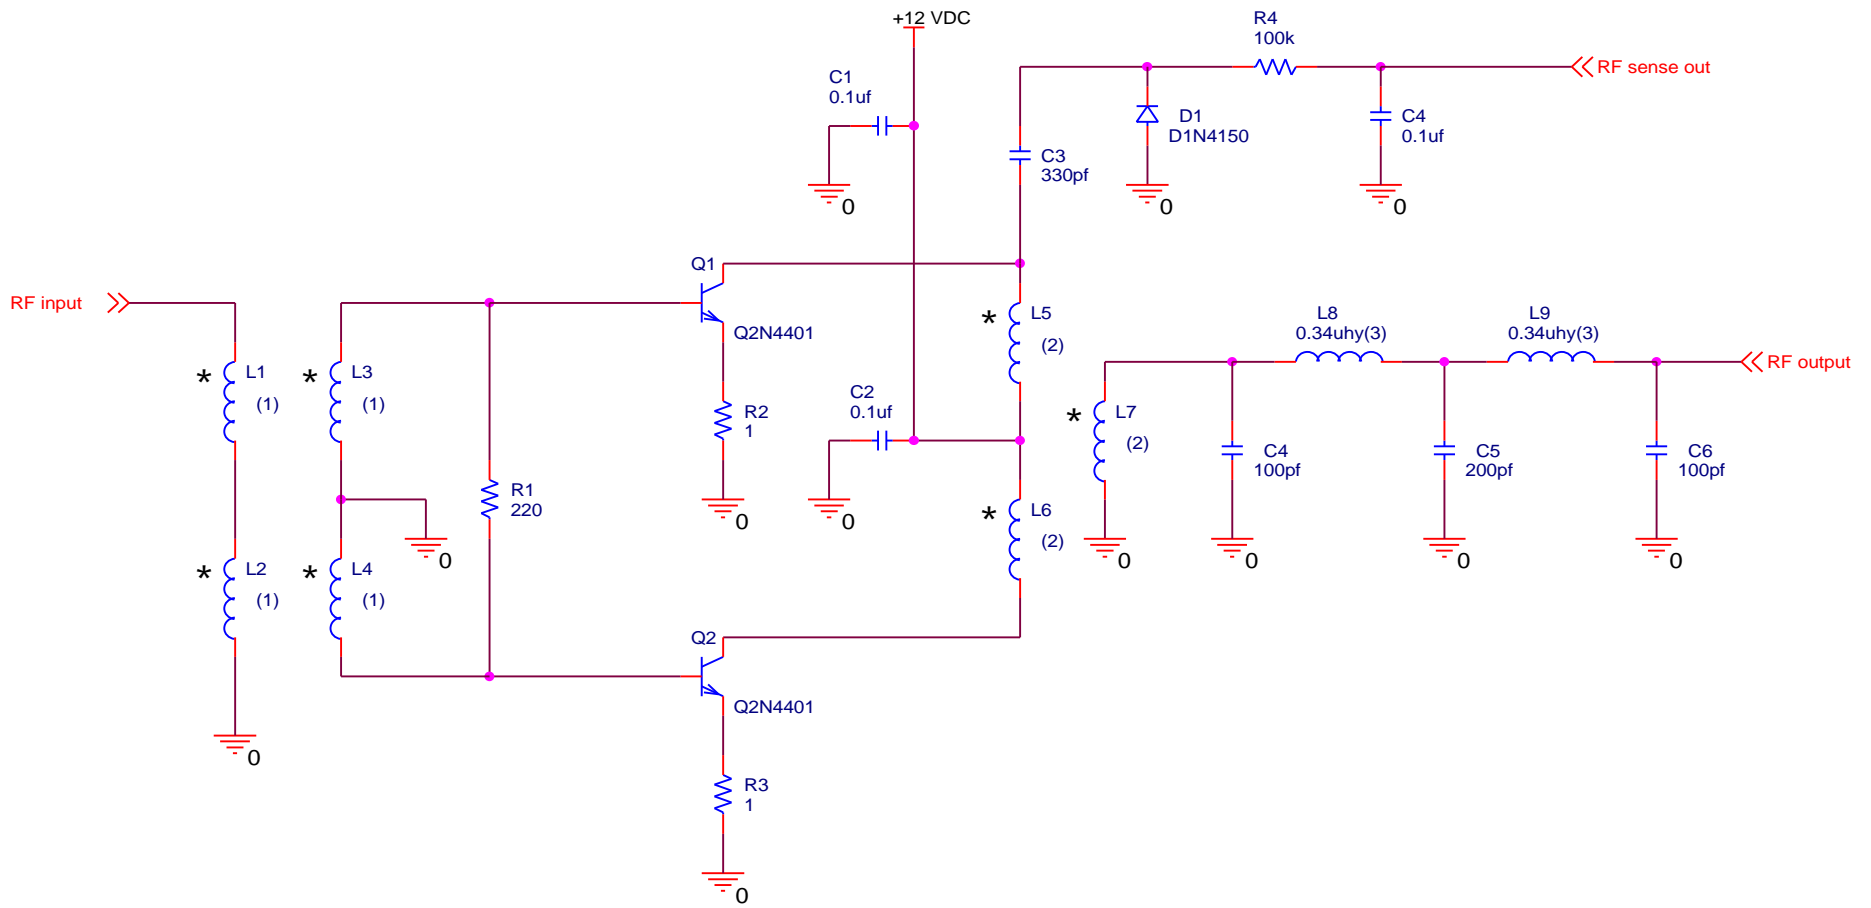 +12 VDC
R4
100k
RF sense out
C1
0.1uf
D1
D1N4150
C4
0.1uf
C3
330pf
0
0
0
Q1
RF input
Q2N4401
* L5
(2)
L8
0.34uhy(3)
L9
0.34uhy(3)
RF output
* L1
(1)
* L3
(1)
C2
0.1uf
R2
1
* L7
(2)
C4
100pf
C5
200pf
C6
100pf
R1
220
0
0
* L6
(2)
0
0
0
0
0
* L2
(1)
* L4
(1)
Q2
Q2N4401
0
R3
1
0